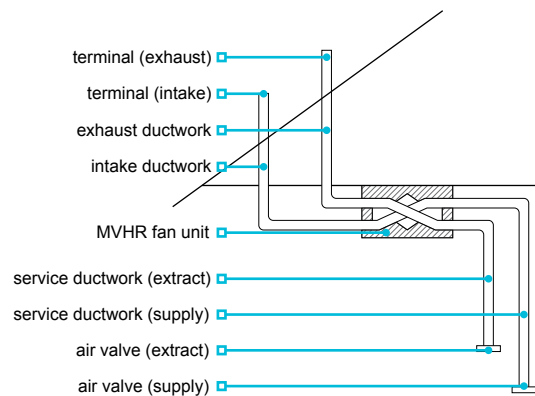 terminal (exhaust)
terminal (intake)
exhaust ductwork
intake ductwork
MVHR fan unit
service ductwork (extract)
service ductwork (supply)
air valve (extract)
air valve (supply)